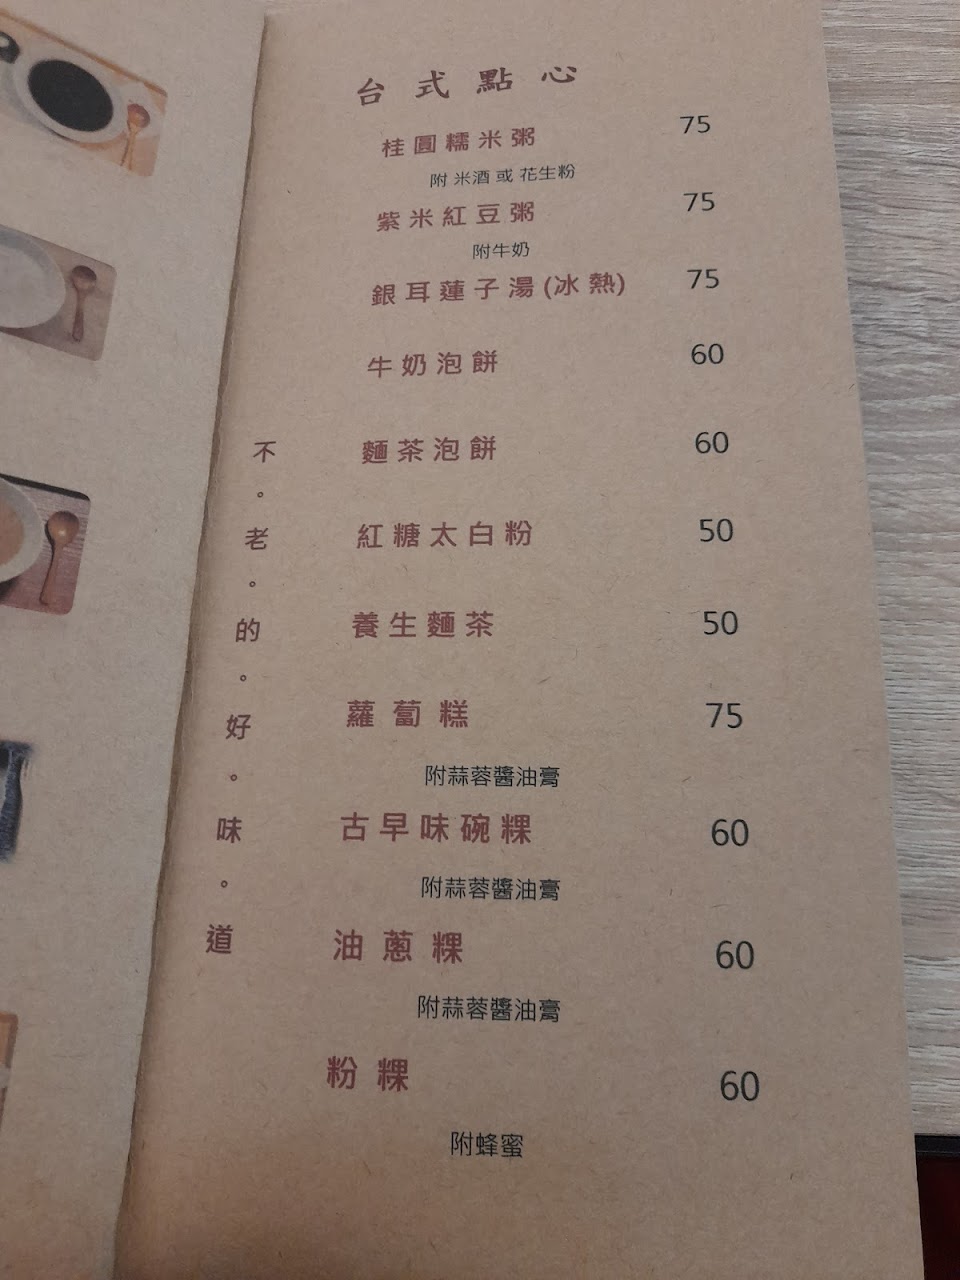 台式點心
桂圓糯米粥 75
附 米酒 或 花生粉
紫米紅豆粥 75
附牛奶
銀耳蓮子湯(冰熱) 75
牛奶泡餅 60
麵茶泡餅 60
紅糖太白粉 50
養生麵茶 50
蘿蔔糕 75
附蒜蓉醬油膏
古早味碗粿 60
附蒜蓉醬油膏
油蔥粿 60
附蒜蓉醬油膏
粉粿 60
附蜂蜜
不。老。的。好。味。道